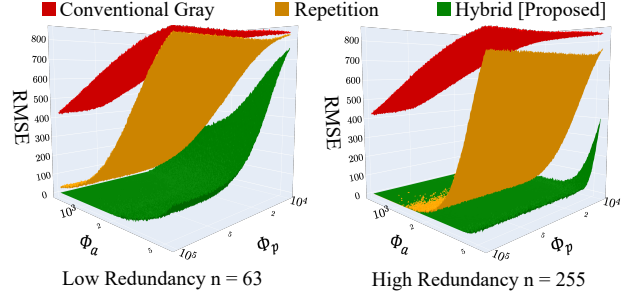 Conventional Gray Repetition Hybrid [Proposed]
800 800
700 700
600 600
500 500
400 400
300 300
200 200
100 100
0 0
RMSE RMSE
10³ 2 5 10⁵ 5 2 10⁴
10³ 2 5 10⁵ 5 2 10⁴
Φₐ Φₚ Φₐ Φₚ
Low Redundancy n = 63 High Redundancy n = 255